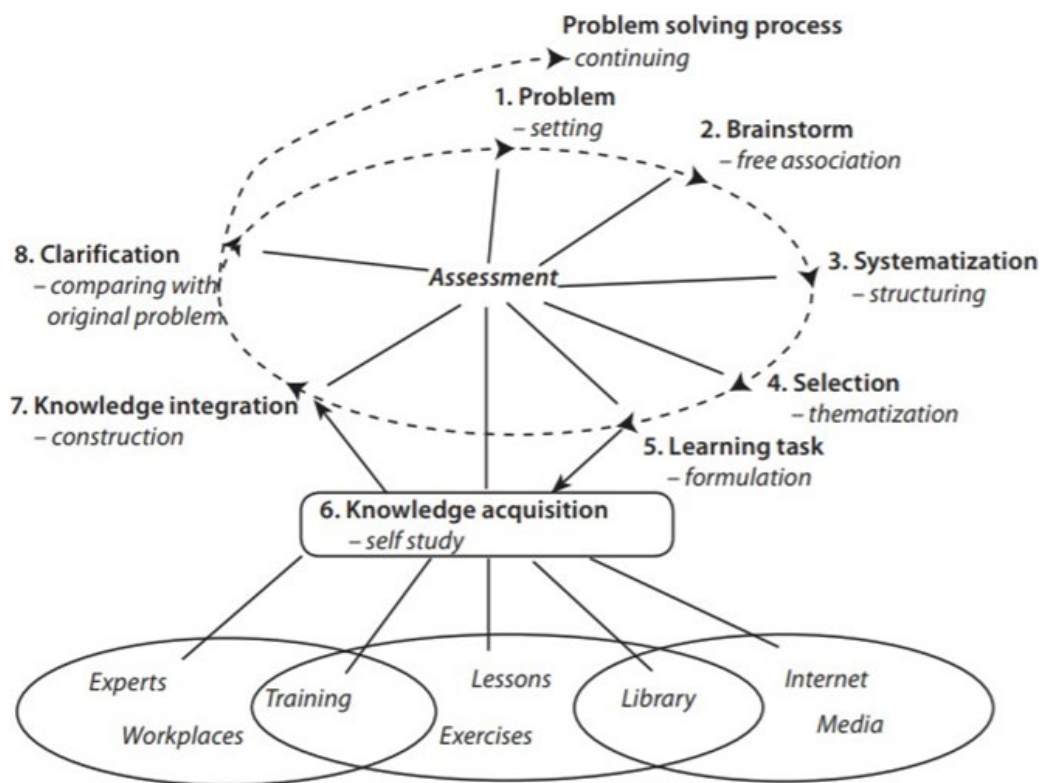 Problem solving process
continuing
1. Problem
– setting
2. Brainstorm
– free association
3. Systematization
– structuring
4. Selection
– thematization
5. Learning task
– formulation
6. Knowledge acquisition
– self study
7. Knowledge integration
– construction
8. Clarification
– comparing with
original problem
Assessment
Experts
Workplaces
Training
Lessons
Exercises
Library
Internet
Media